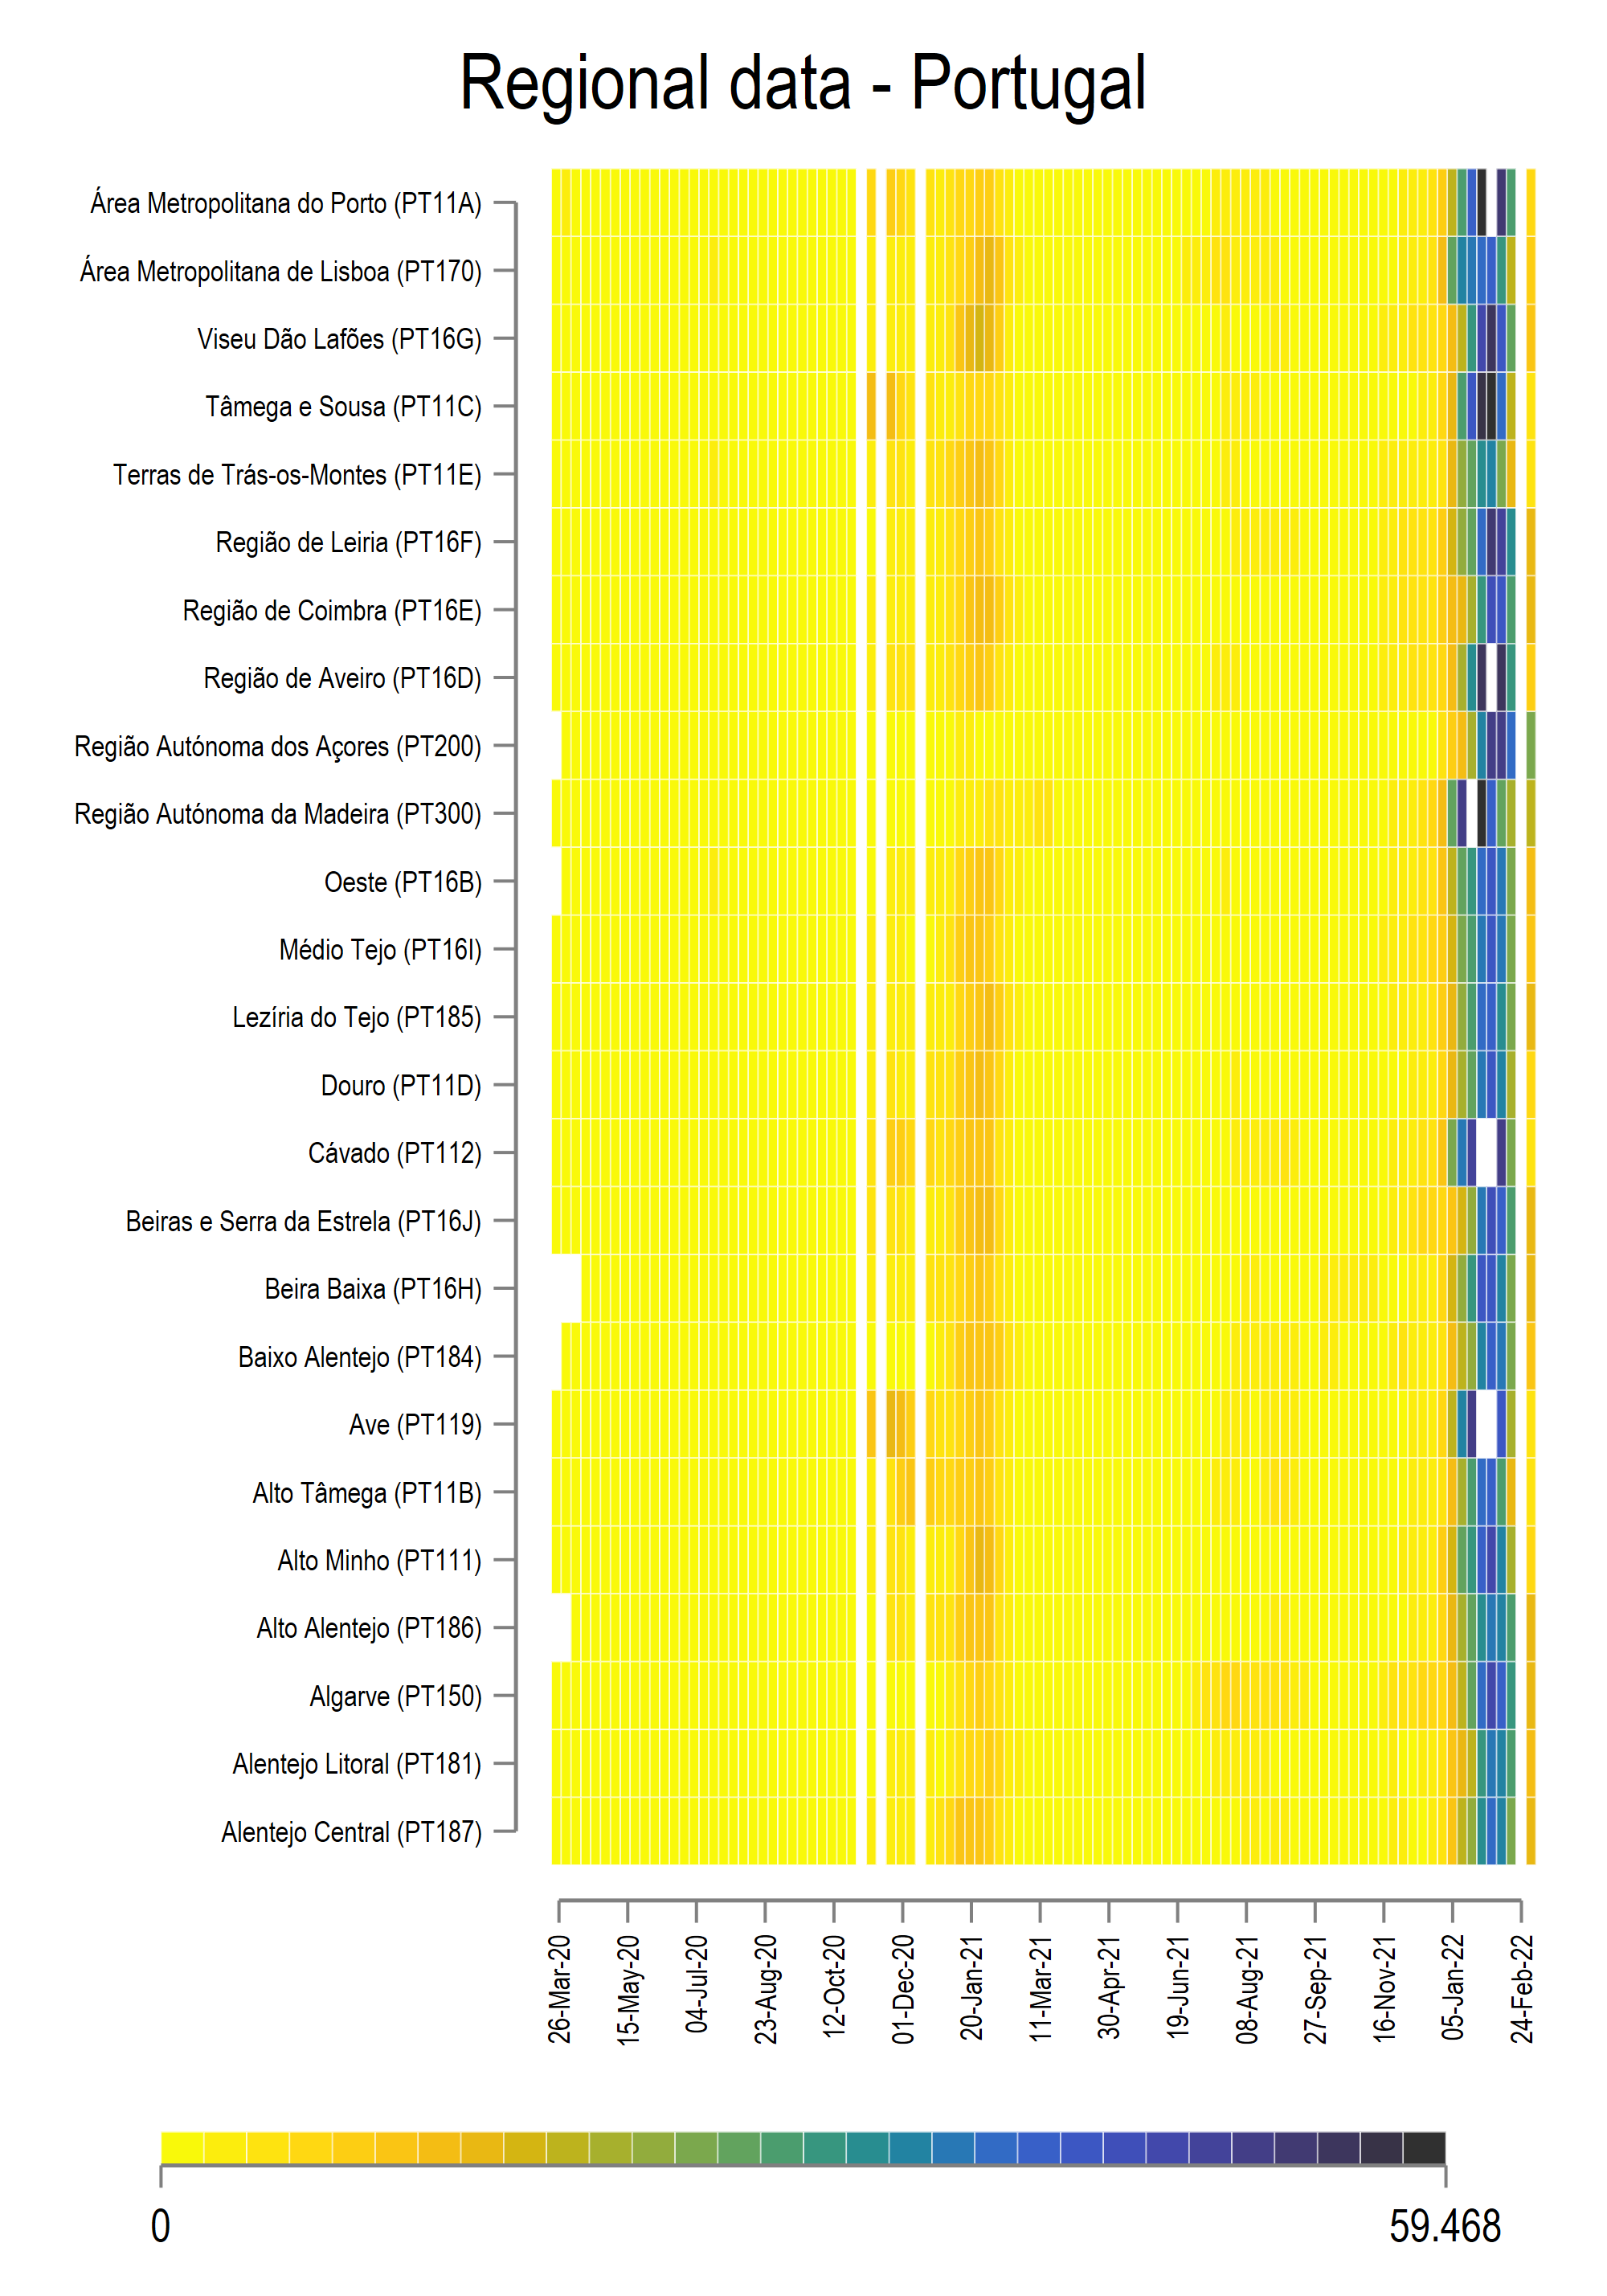 Regional data - Portugal
Área Metropolitana do Porto (PT11A)
Área Metropolitana de Lisboa (PT170)
Viseu Dão Lafões (PT16G)
Tâmega e Sousa (PT11C)
Terras de Trás-os-Montes (PT11E)
Região de Leiria (PT16F)
Região de Coimbra (PT16E)
Região de Aveiro (PT16D)
Região Autónoma dos Açores (PT200)
Região Autónoma da Madeira (PT300)
Oeste (PT16B)
Médio Tejo (PT16I)
Lezíria do Tejo (PT185)
Douro (PT11D)
Cávado (PT112)
Beiras e Serra da Estrela (PT16J)
Beira Baixa (PT16H)
Baixo Alentejo (PT184)
Ave (PT119)
Alto Tâmega (PT11B)
Alto Minho (PT111)
Alto Alentejo (PT186)
Algarve (PT150)
Alentejo Litoral (PT181)
Alentejo Central (PT187)
26-Mar-20
15-May-20
04-Jul-20
23-Aug-20
12-Oct-20
01-Dec-20
20-Jan-21
11-Mar-21
30-Apr-21
19-Jun-21
08-Aug-21
27-Sep-21
16-Nov-21
05-Jan-22
24-Feb-22
0
59.468